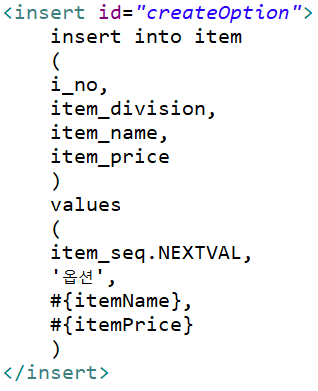 <insert id="createOption">
insert into item
(
i_no,
item_division,
item_name,
item_price
)
values
(
item_seq.NEXTVAL,
'옵션',
#{itemName},
#{itemPrice}
)
</insert>